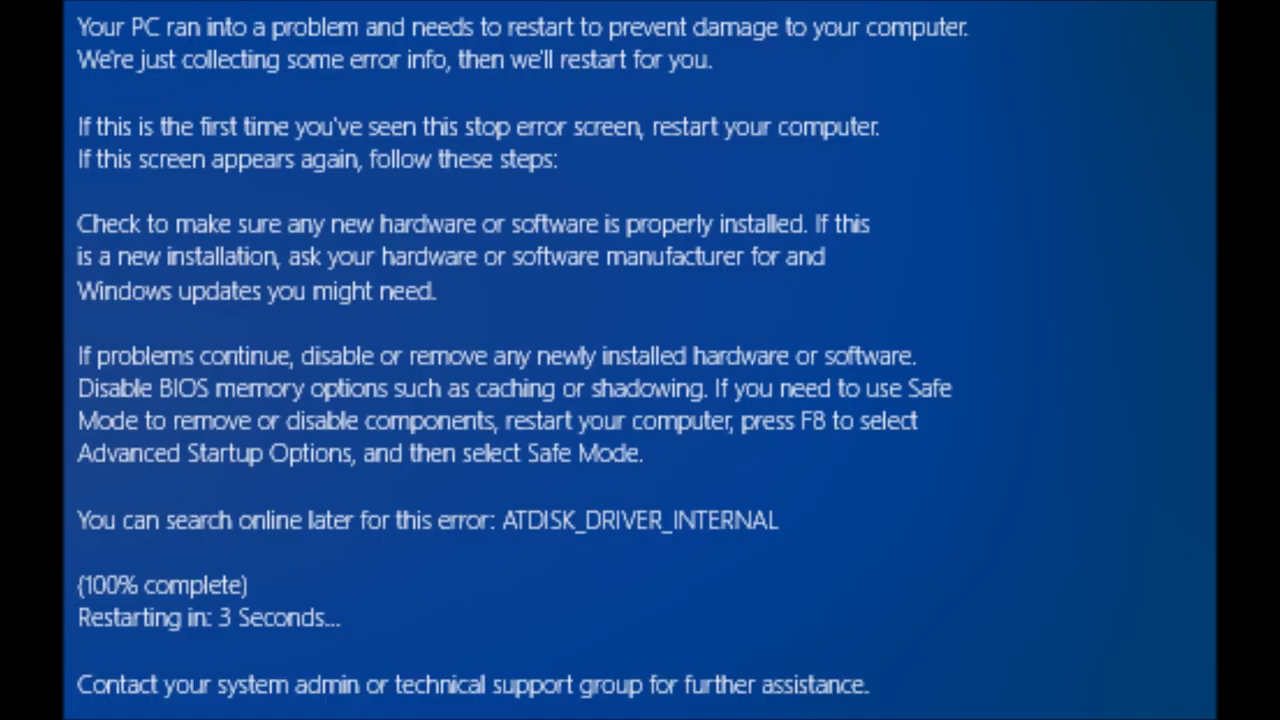 Your PC ran into a problem and needs to restart to prevent damage to your computer.
We're just collecting some error info, then we'll restart for you.
If this is the first time you've seen this stop error screen, restart your computer.
If this screen appears again, follow these steps:
Check to make sure any new hardware or software is properly installed. If this
is a new installation, ask your hardware or software manufacturer for and
Windows updates you might need.
If problems continue, disable or remove any newly installed hardware or software.
Disable BIOS memory options such as caching or shadowing. If you need to use Safe
Mode to remove or disable components, restart your computer, press F8 to select
Advanced Startup Options, and then select Safe Mode.
You can search online later for this error: ATDISK_DRIVER_INTERNAL
(100% complete)
Restarting in: 3 Seconds...
Contact your system admin or technical support group for further assistance.